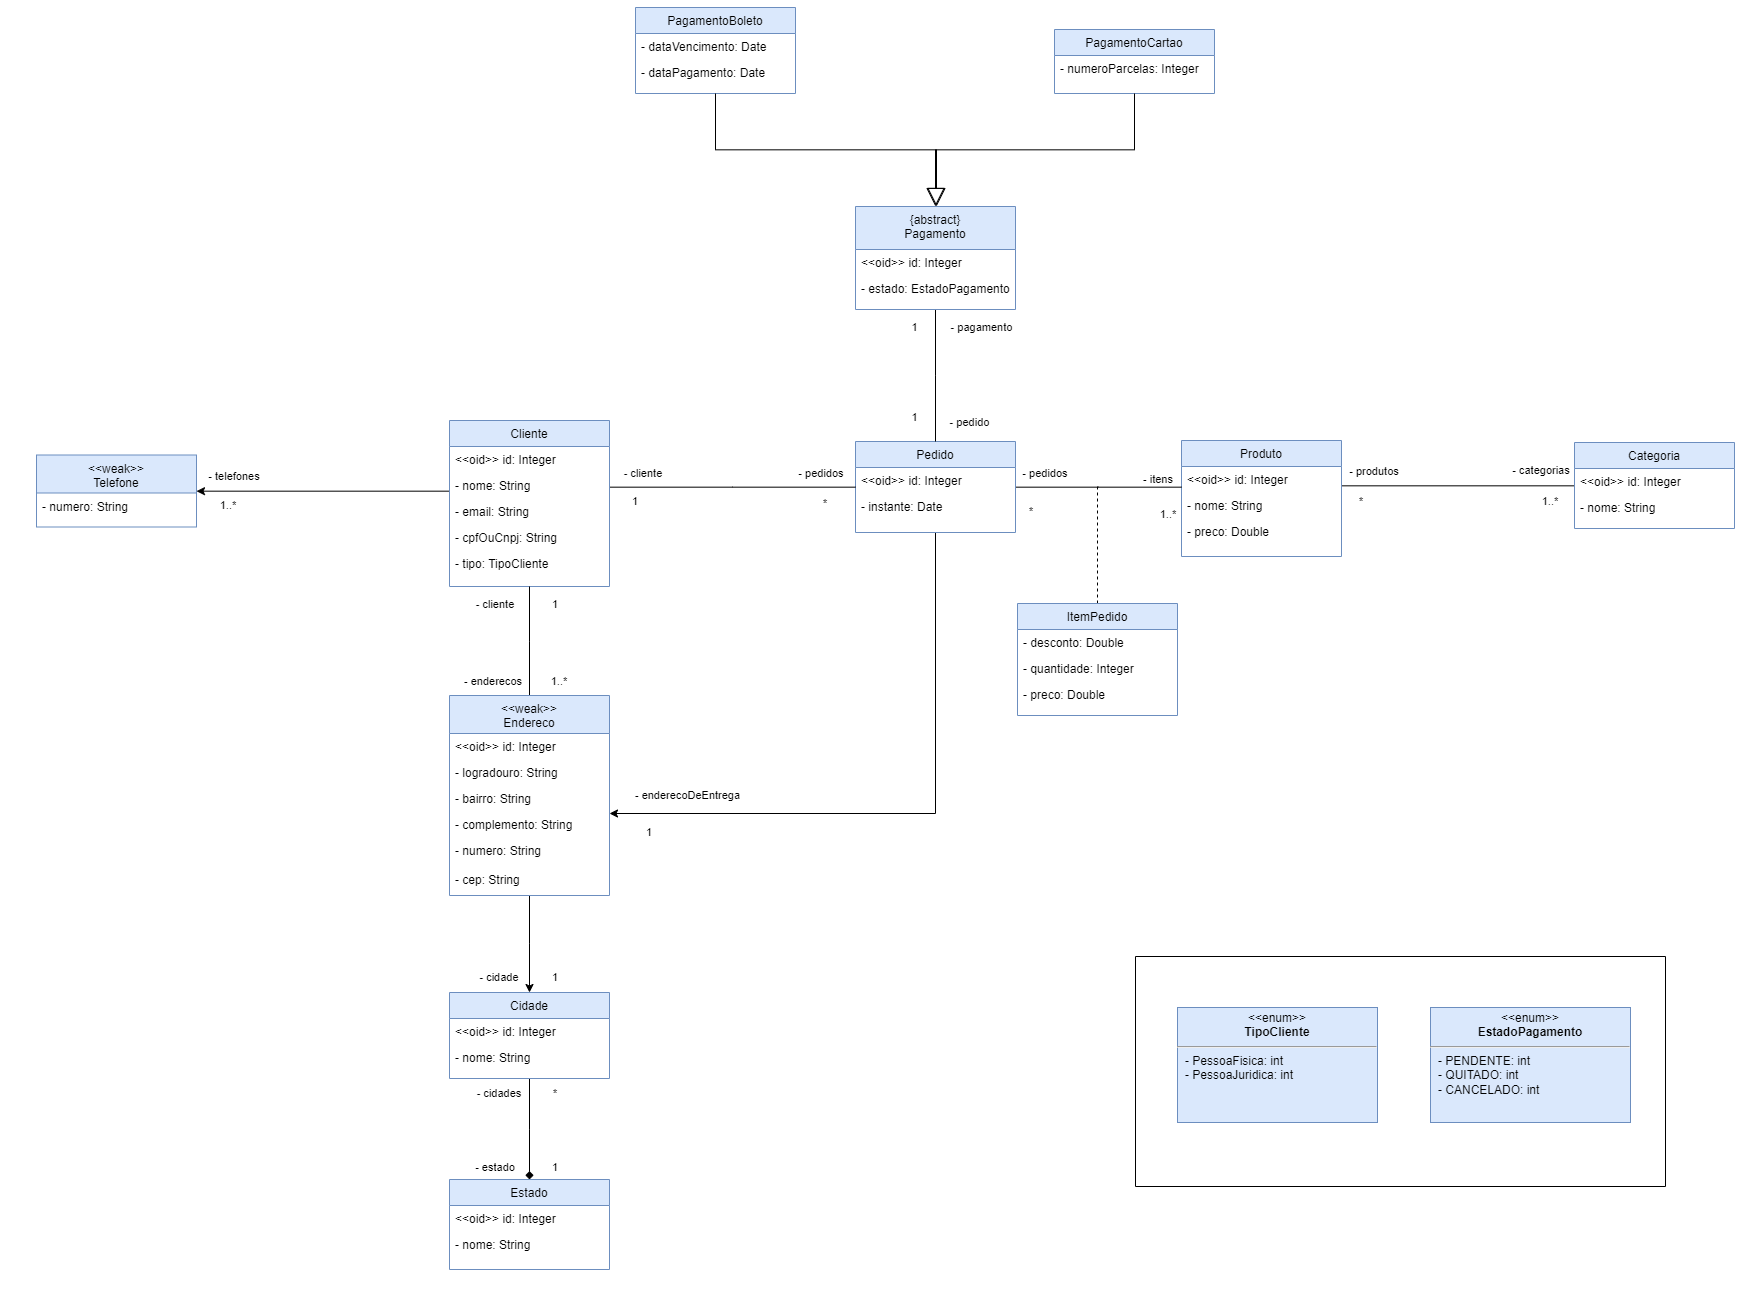 PagamentoBoleto
- dataVencimento: Date
- dataPagamento: Date
PagamentoCartao
- numeroParcelas: Integer
{abstract}
Pagamento
<<oid>> id: Integer
- estado: EstadoPagamento
1
- pagamento
1
- pedido
<<weak>>
Telefone
- numero: String
- telefones
1..*
Cliente
<<oid>> id: Integer
- nome: String
- email: String
- cpfOuCnpj: String
- tipo: TipoCliente
- cliente
1
- pedidos
*
Pedido
<<oid>> id: Integer
- instante: Date
- pedidos
*
- itens
1..*
Produto
<<oid>> id: Integer
- nome: String
- preco: Double
- produtos
*
- categorias
1..*
Categoria
<<oid>> id: Integer
- nome: String
ItemPedido
- desconto: Double
- quantidade: Integer
- preco: Double
- cliente
1
- enderecos
1..*
<<weak>>
Endereco
<<oid>> id: Integer
- logradouro: String
- bairro: String
- complemento: String
- numero: String
- cep: String
- enderecoDeEntrega
1
- cidade
1
Cidade
<<oid>> id: Integer
- nome: String
- cidades
*
- estado
1
Estado
<<oid>> id: Integer
- nome: String
<<enum>>
TipoCliente
- PessoaFisica: int
- PessoaJuridica: int
<<enum>>
EstadoPagamento
- PENDENTE: int
- QUITADO: int
- CANCELADO: int